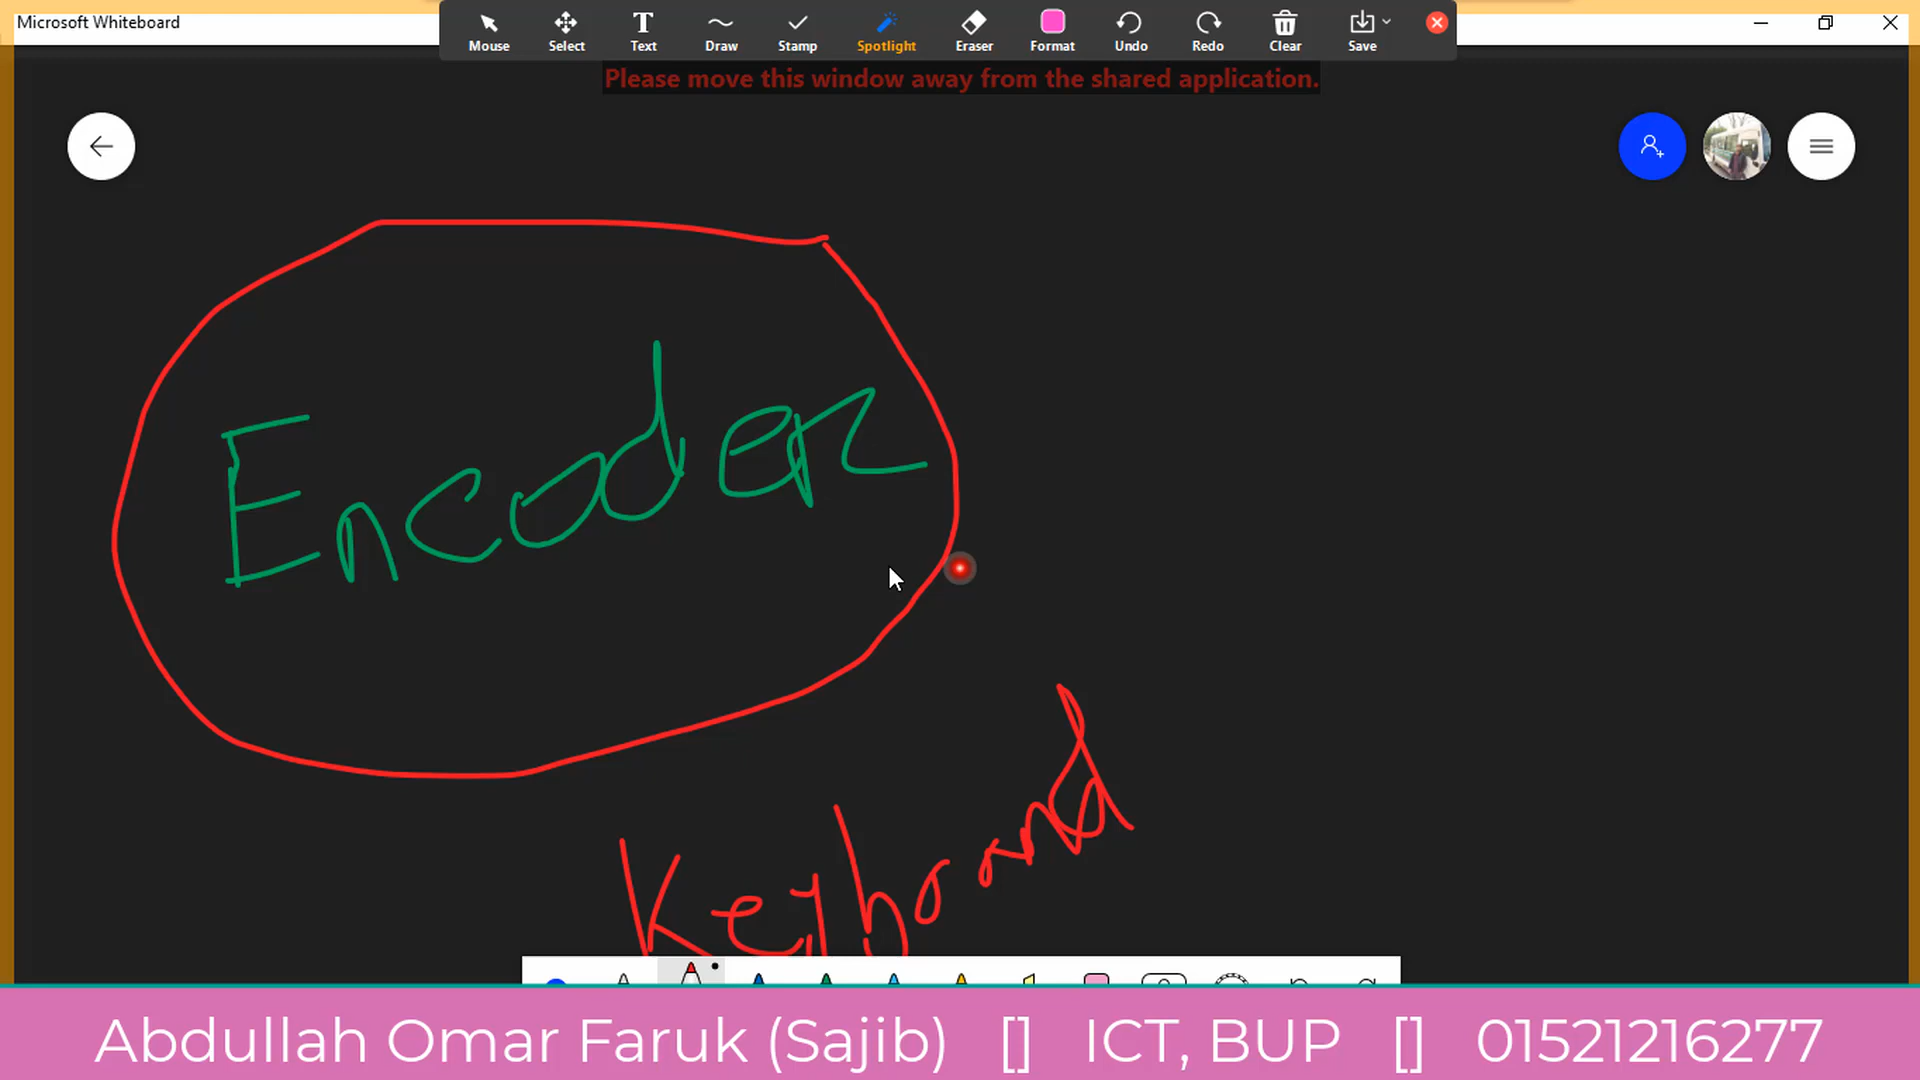 Microsoft Whiteboard
Mouse Select Text Draw Stamp Spotlight Eraser Format Undo Redo Clear Save
Please move this window away from the shared application.
Encoder
Keyboard
Abdullah Omar Faruk (Sajib) [] ICT, BUP [] 01521216277